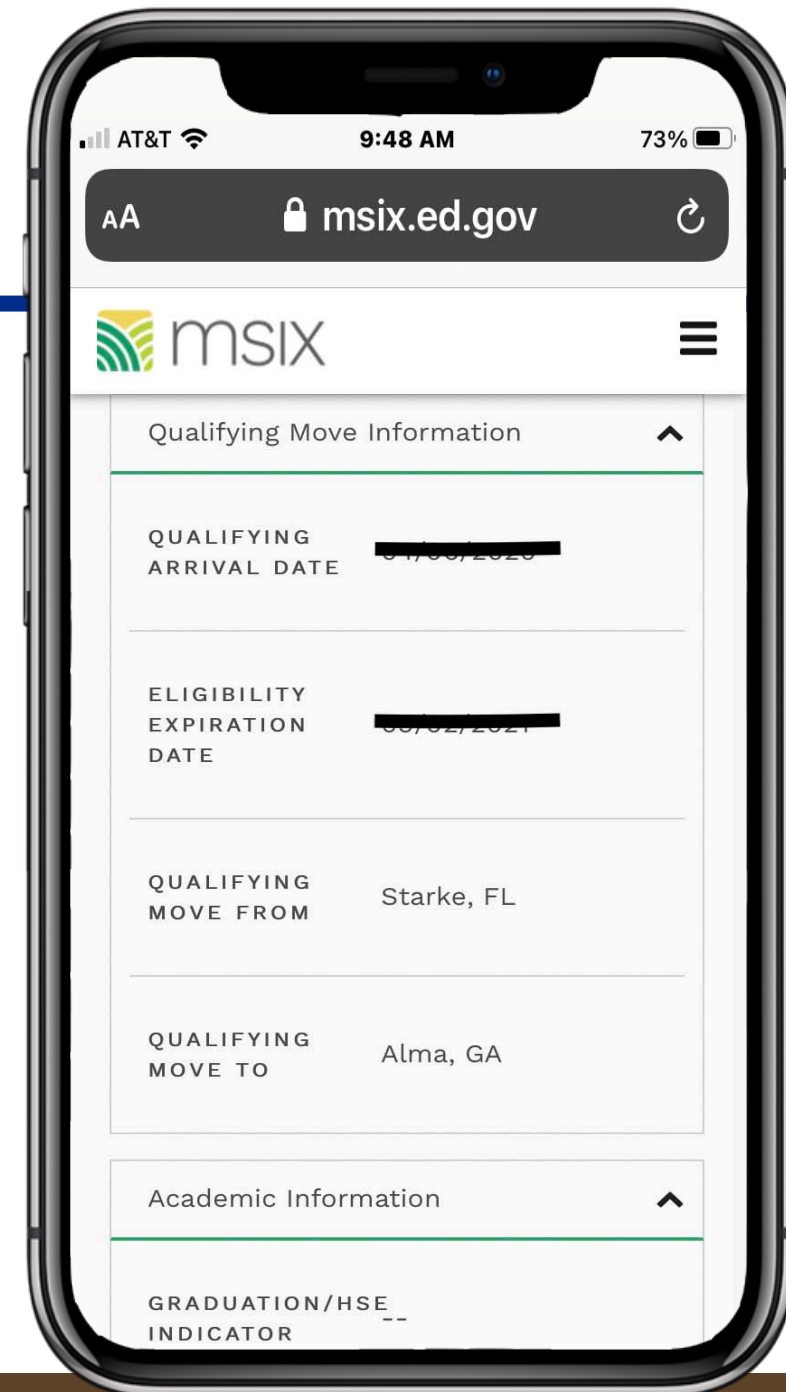 AT&T 9:48 AM 73%
AA msix.ed.gov
msix
Qualifying Move Information
QUALIFYING
ARRIVAL DATE
ELIGIBILITY
EXPIRATION
DATE
QUALIFYING
MOVE FROM
Starke, FL
QUALIFYING
MOVE TO
Alma, GA
Academic Information
GRADUATION/HSE
INDICATOR
--